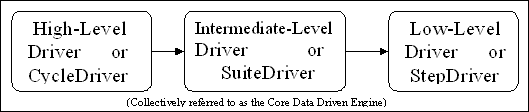 High-Level
Driver or
CycleDriver
Intermediate-Level
Driver or
SuiteDriver
Low-Level
Driver or
StepDriver
(Collectively referred to as the Core Data Driven Engine)